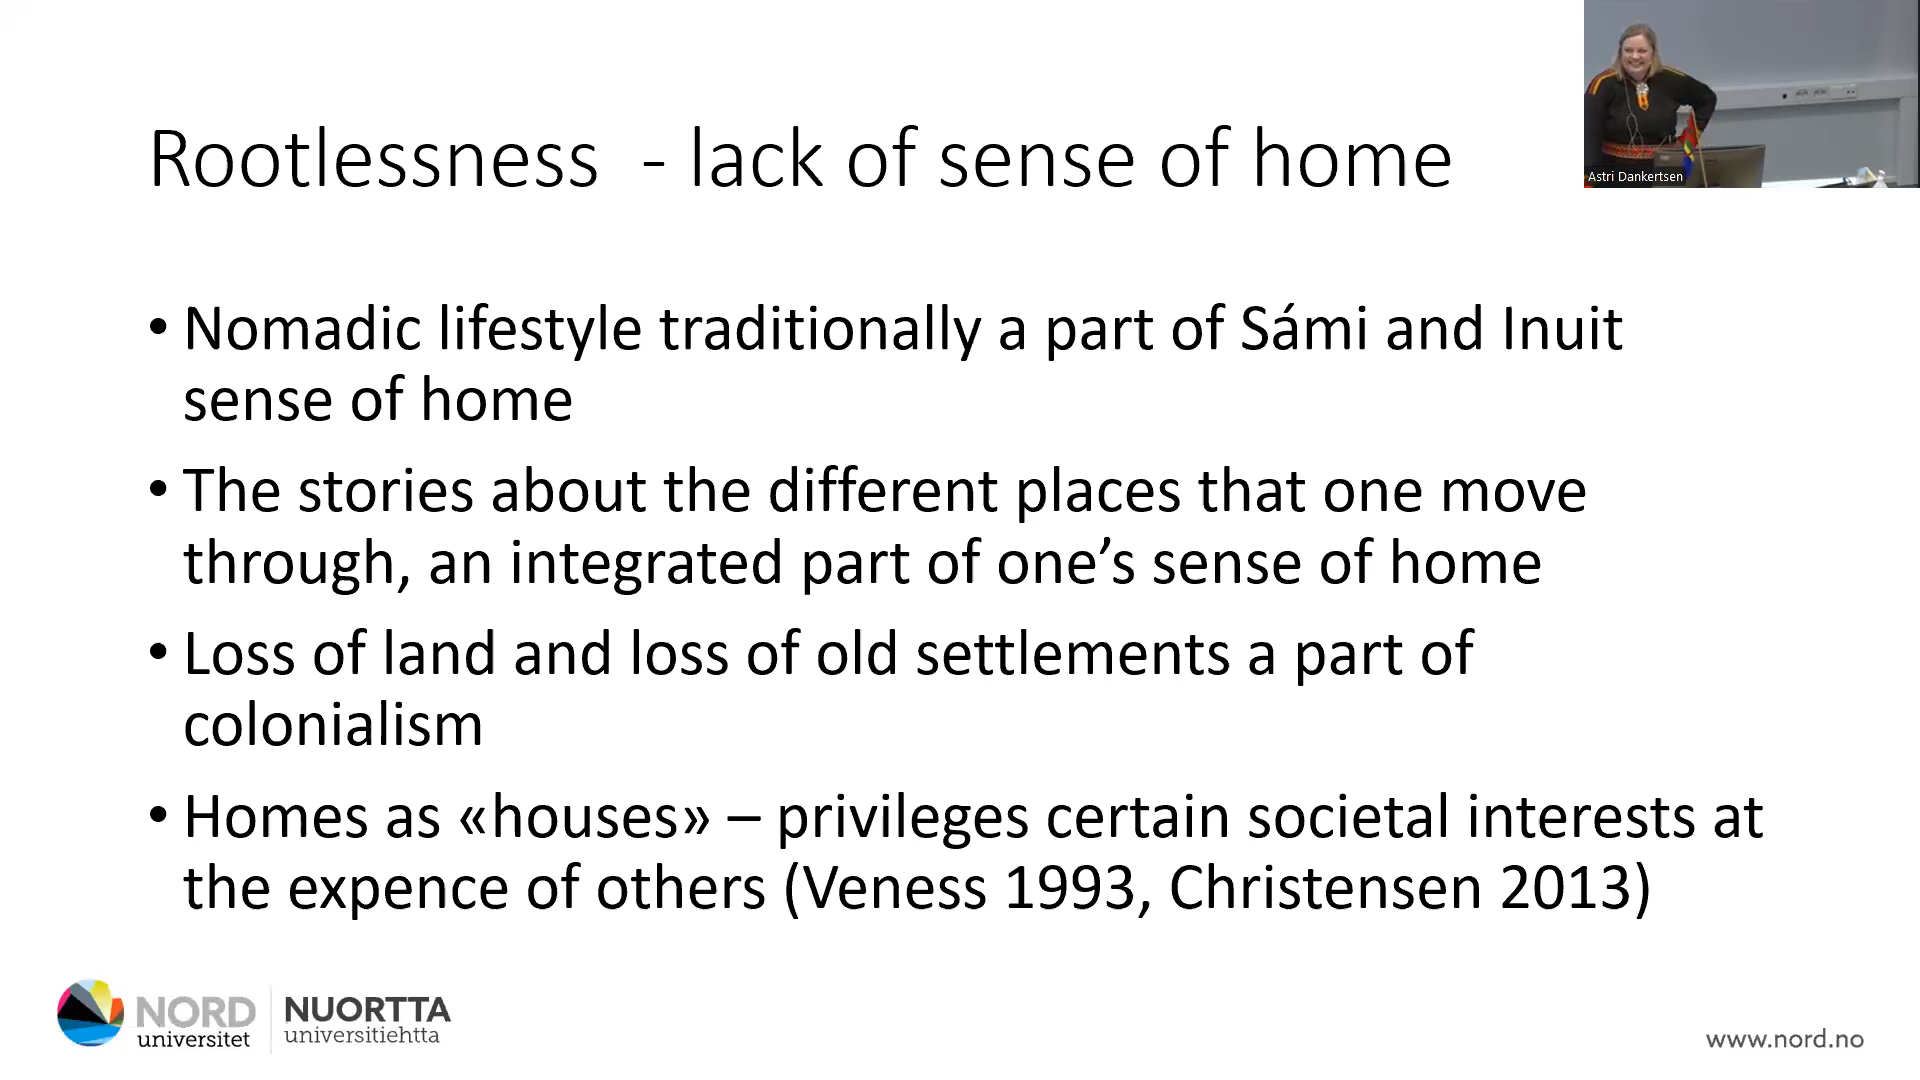 Rootlessness - lack of sense of home
Astri Dankertsen
• Nomadic lifestyle traditionally a part of Sámi and Inuit
sense of home
• The stories about the different places that one move
through, an integrated part of one’s sense of home
• Loss of land and loss of old settlements a part of
colonialism
• Homes as «houses» – privileges certain societal interests at
the expence of others (Veness 1993, Christensen 2013)
NORD
universitet
NUORTTA
universitiehtta
www.nord.no